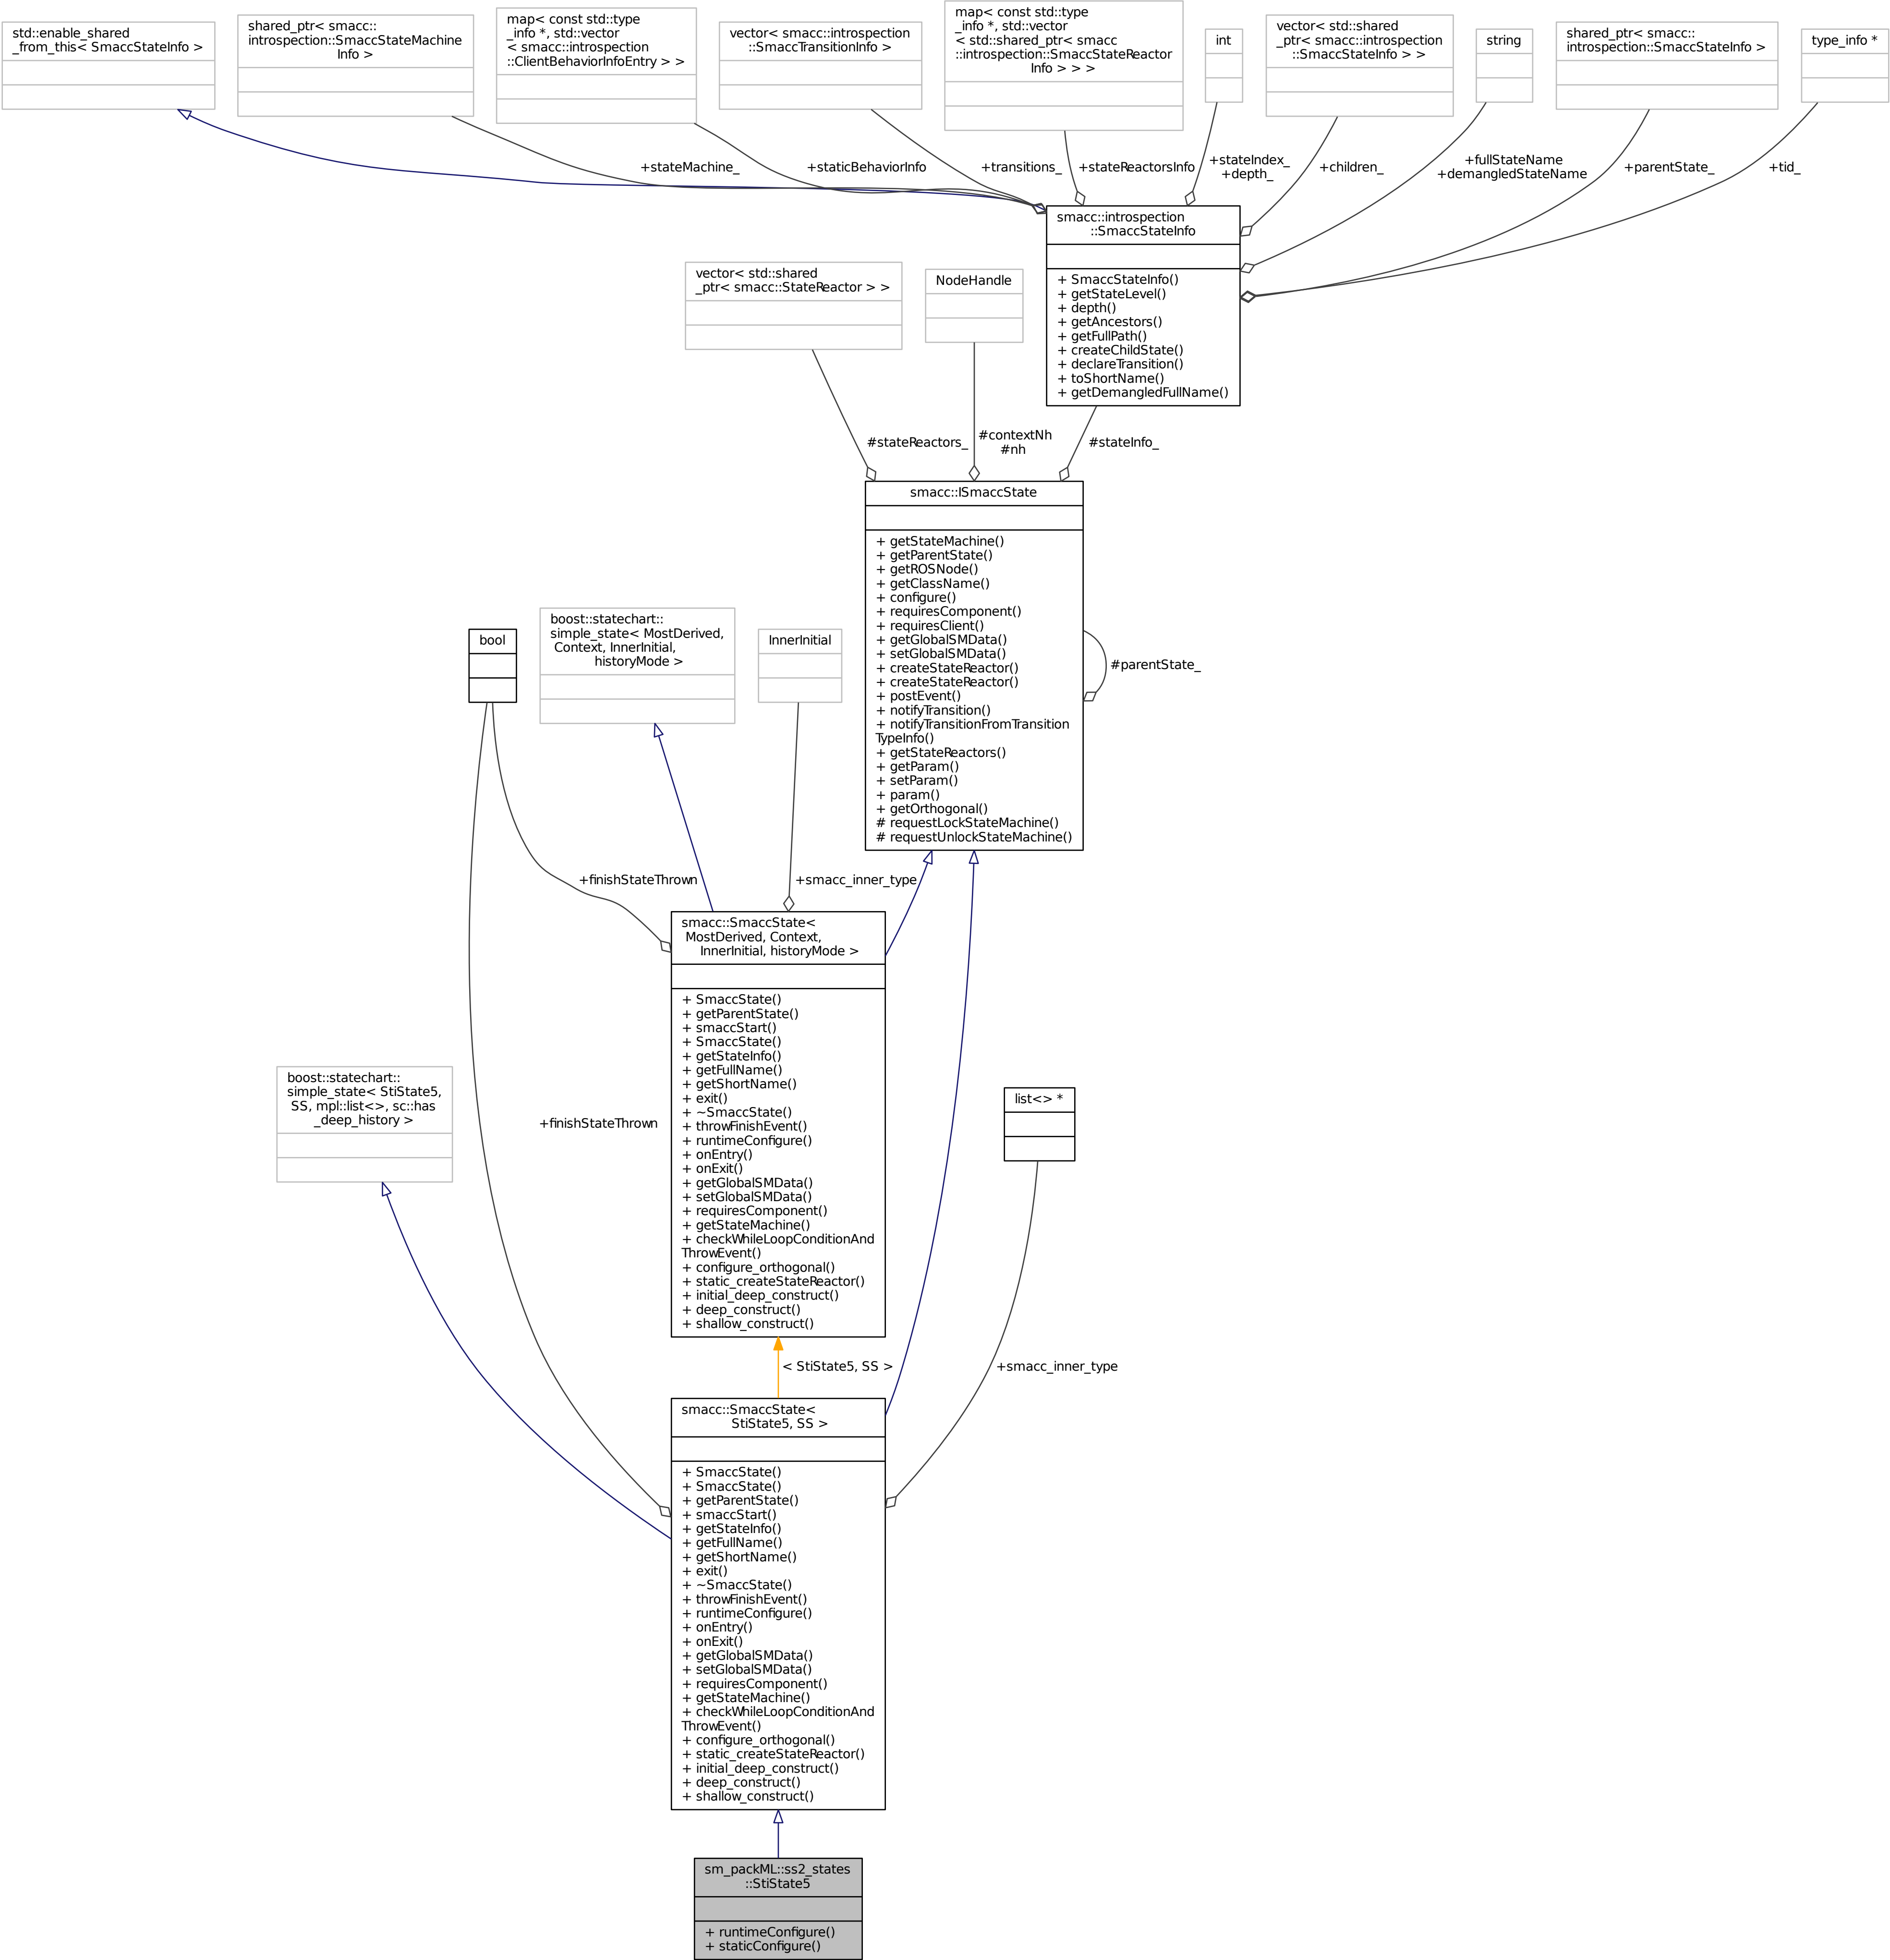 std::enable_shared
_from_this< SmaccStateInfo >
shared_ptr< smacc::
introspection::SmaccStateMachine
Info >
map< const std::type
_info *, std::vector
< smacc::introspection
::ClientBehaviorInfoEntry > >
vector< smacc::introspection
::SmaccTransitionInfo >
map< const std::type
_info *, std::vector
< std::shared_ptr< smacc
::introspection::SmaccStateReactor
Info > > >
int
vector< std::shared
_ptr< smacc::introspection
::SmaccStateInfo > >
string
shared_ptr< smacc::
introspection::SmaccStateInfo >
type_info *
+stateMachine_
+staticBehaviorInfo
+transitions_
+stateReactorsInfo
+stateIndex_
+depth_
+children_
+fullStateName
+demangledStateName
+parentState_
+tid_
smacc::introspection
::SmaccStateInfo
+ SmaccStateInfo()
+ getStateLevel()
+ depth()
+ getAncestors()
+ getFullPath()
+ createChildState()
+ declareTransition()
+ toShortName()
+ getDemangledFullName()
vector< std::shared
_ptr< smacc::StateReactor > >
NodeHandle
#stateReactors_
#contextNh
#nh
#stateInfo_
smacc::ISmaccState
+ getStateMachine()
+ getParentState()
+ getROSNode()
+ getClassName()
+ configure()
+ requiresComponent()
+ requiresClient()
+ getGlobalSMData()
+ setGlobalSMData()
+ createStateReactor()
+ createStateReactor()
+ postEvent()
+ notifyTransition()
+ notifyTransitionFromTransition
TypeInfo()
+ getStateReactors()
+ getParam()
+ setParam()
+ param()
+ getOrthogonal()
# requestLockStateMachine()
# requestUnlockStateMachine()
#parentState_
bool
boost::statechart::
simple_state< MostDerived,
Context, InnerInitial,
historyMode >
InnerInitial
+finishStateThrown
+smacc_inner_type
smacc::SmaccState<
MostDerived, Context,
InnerInitial, historyMode >
+ SmaccState()
+ getParentState()
+ smaccStart()
+ SmaccState()
+ getStateInfo()
+ getFullName()
+ getShortName()
+ exit()
+ ~SmaccState()
+ throwFinishEvent()
+ runtimeConfigure()
+ onEntry()
+ onExit()
+ getGlobalSMData()
+ setGlobalSMData()
+ requiresComponent()
+ getStateMachine()
+ checkWhileLoopConditionAnd
ThrowEvent()
+ configure_orthogonal()
+ static_createStateReactor()
+ initial_deep_construct()
+ deep_construct()
+ shallow_construct()
boost::statechart::
simple_state< StiState5,
SS, mpl::list<>, sc::has
_deep_history >
+finishStateThrown
list<> *
< StiState5, SS >
+smacc_inner_type
smacc::SmaccState<
StiState5, SS >
+ SmaccState()
+ SmaccState()
+ getParentState()
+ smaccStart()
+ getStateInfo()
+ getFullName()
+ getShortName()
+ exit()
+ ~SmaccState()
+ throwFinishEvent()
+ runtimeConfigure()
+ onEntry()
+ onExit()
+ getGlobalSMData()
+ setGlobalSMData()
+ requiresComponent()
+ getStateMachine()
+ checkWhileLoopConditionAnd
ThrowEvent()
+ configure_orthogonal()
+ static_createStateReactor()
+ initial_deep_construct()
+ deep_construct()
+ shallow_construct()
sm_packML::ss2_states
::StiState5
+ runtimeConfigure()
+ staticConfigure()